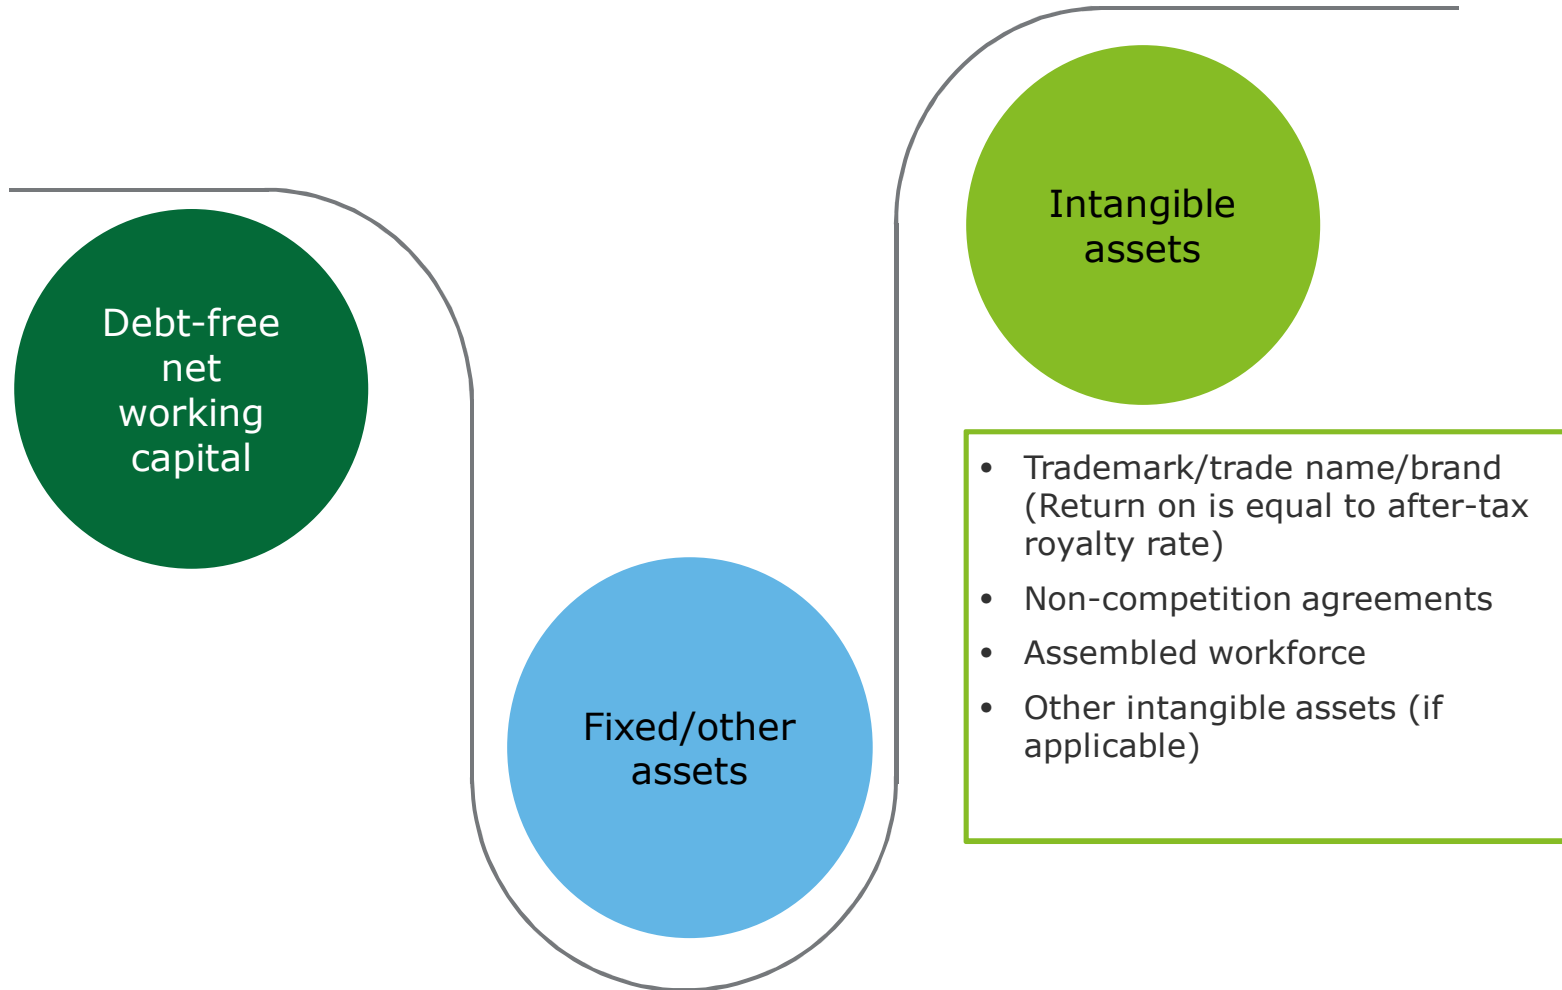 Debt-free
net
working
capital
Fixed/other
assets
Intangible
assets
• Trademark/trade name/brand
(Return on is equal to after-tax
royalty rate)
• Non-competition agreements
• Assembled workforce
• Other intangible assets (if
applicable)